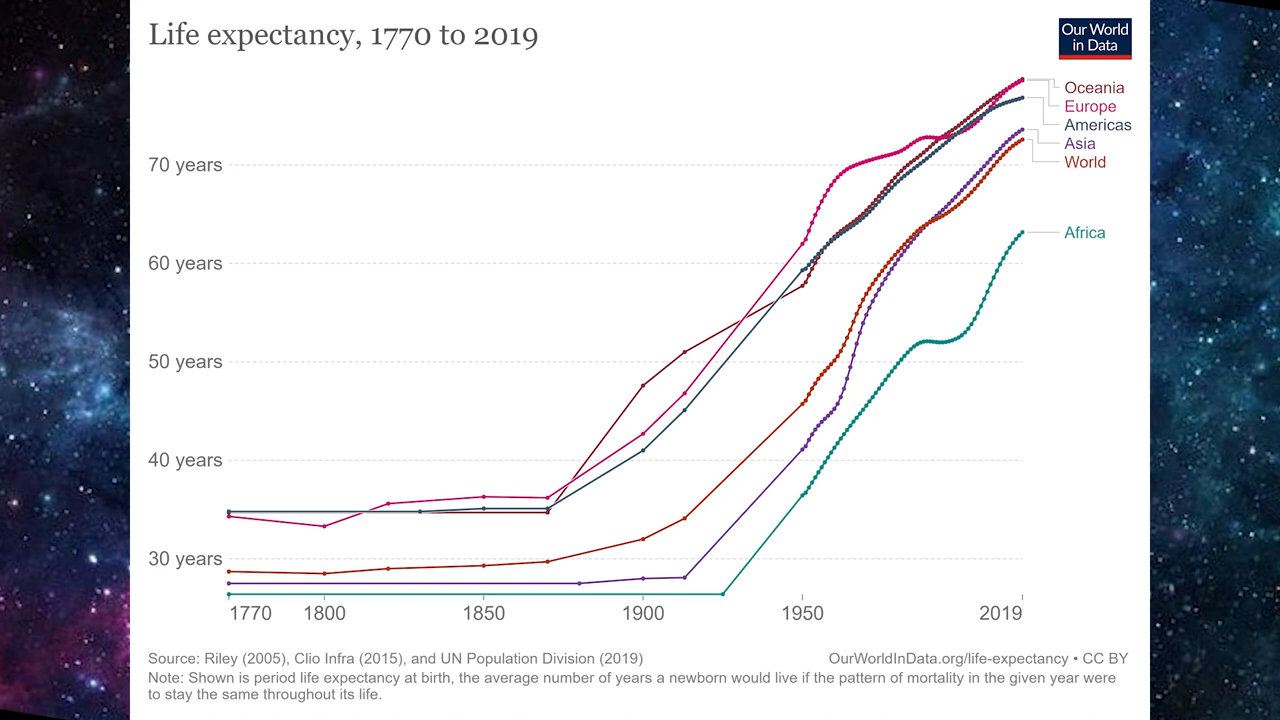 Life expectancy, 1770 to 2019
Our World
in Data
Oceania
Europe
Americas
Asia
World
Africa
70 years
60 years
50 years
40 years
30 years
1770
1800
1850
1900
1950
2019
Source: Riley (2005), Clio Infra (2015), and UN Population Division (2019)
OurWorldInData.org/life-expectancy • CC BY
Note: Shown is period life expectancy at birth, the average number of years a newborn would live if the pattern of mortality in the given year were
to stay the same throughout its life.